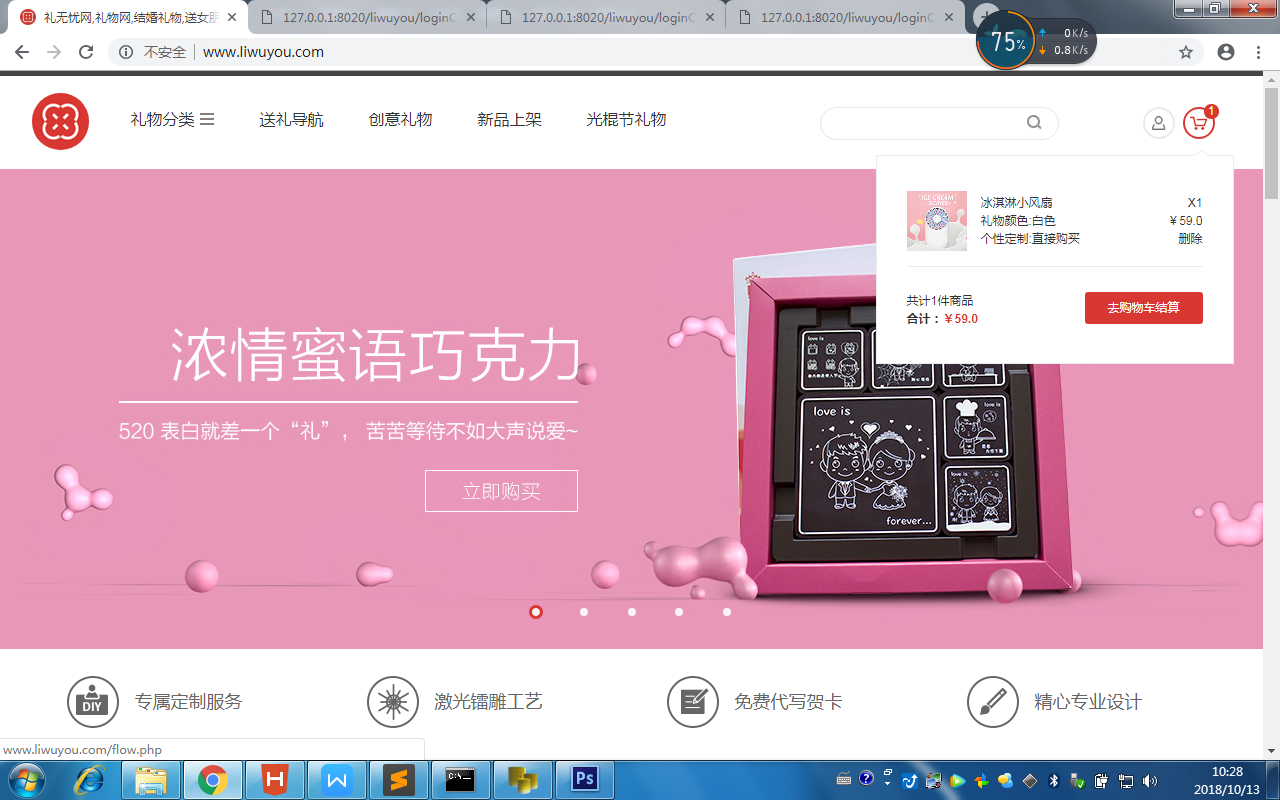 礼无忧网,礼物网,结婚礼物,送女朋
127.0.0.1:8020/liwuyou/loginC
127.0.0.1:8020/liwuyou/loginC
127.0.0.1:8020/liwuyou/loginC
75%
0K/s
0.8K/s
不安全
www.liwuyou.com
礼物分类
送礼导航
创意礼物
新品上架
光棍节礼物
1
ICE CREAM
冰淇淋小风扇
X1
礼物颜色:白色
￥59.0
个性定制:直接购买
删除
共计1件商品
合计：￥59.0
去购物车结算
浓情蜜语巧克力
520 表白就差一个“礼”， 苦苦等待不如大声说爱~
立即购买
love is
love is
love is
forever...
love is
DIY
专属定制服务
激光镭雕工艺
免费代写贺卡
精心专业设计
www.liwuyou.com/flow.php
10:28
2018/10/13